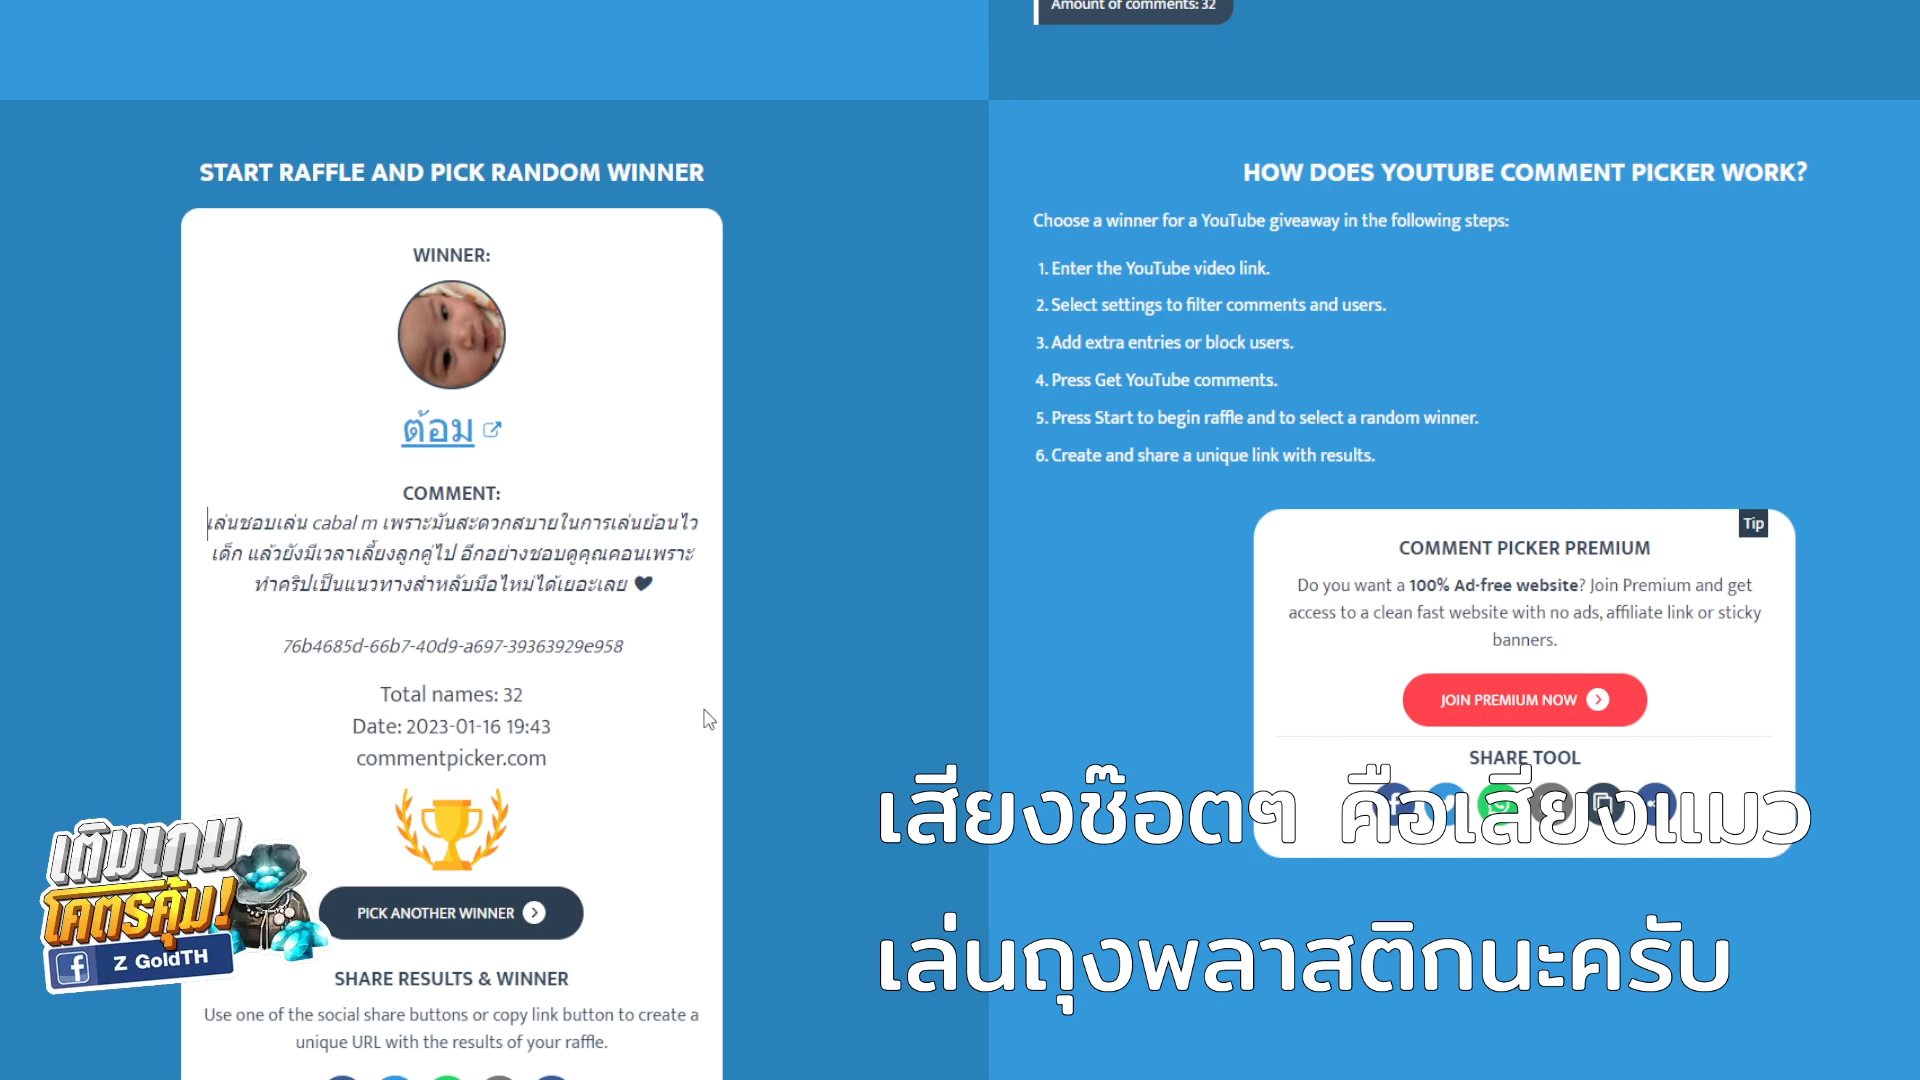 Amount of comments: 32
START RAFFLE AND PICK RANDOM WINNER
WINNER:
ต้อม
COMMENT:
เล่นชอบเล่น cabal m เพราะมันสะดวกสบายในการเล่นย้อนไว
เด็ก แล้วยังมีเวลาเลี้ยงลูกคู่ไป อีกอย่างชอบดูคุณคอนเพราะ
ทำคริปเป็นแนวทางสำหรับมือใหม่ได้เยอะเลย 🖤
76b4685d-66b7-40d9-a697-39363929e958
Total names: 32
Date: 2023-01-16 19:43
commentpicker.com
PICK ANOTHER WINNER
SHARE RESULTS & WINNER
Use one of the social share buttons or copy link button to create a
unique URL with the results of your raffle.
HOW DOES YOUTUBE COMMENT PICKER WORK?
Choose a winner for a YouTube giveaway in the following steps:
1. Enter the YouTube video link.
2. Select settings to filter comments and users.
3. Add extra entries or block users.
4. Press Get YouTube comments.
5. Press Start to begin raffle and to select a random winner.
6. Create and share a unique link with results.
Tip
COMMENT PICKER PREMIUM
Do you want a 100% Ad-free website? Join Premium and get
access to a clean fast website with no ads, affiliate link or sticky
banners.
JOIN PREMIUM NOW
SHARE TOOL
เสียงช๊อตๆ คือเสียงแมว
เล่นถุงพลาสติกนะครับ
เติมเกม
โคตรคุ้ม!
f Z GoldTH